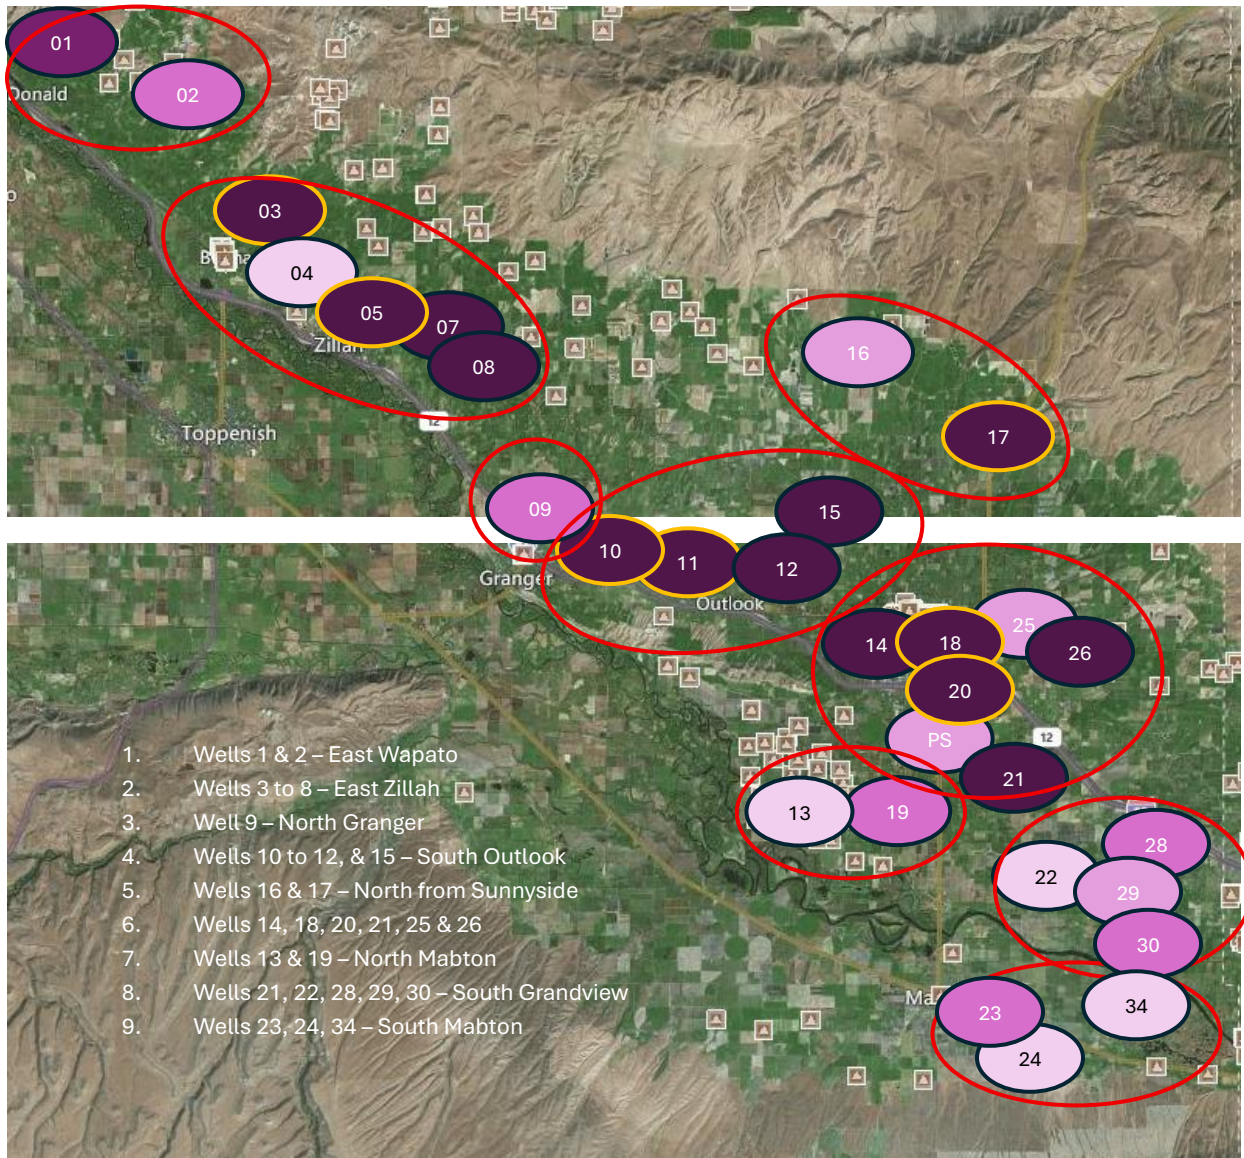 01
02
Donald
03
04
05
07
Zillah
08
12
16
Toppenish
17
09
15
10
11
12
Granger
Outlook
14
18
25
26
20
PS
12
21
13
19
28
22
29
30
23
34
24
1. Wells 1 & 2 – East Wapato
2. Wells 3 to 8 – East Zillah
3. Well 9 – North Granger
4. Wells 10 to 12, & 15 – South Outlook
5. Wells 16 & 17 – North from Sunnyside
6. Wells 14, 18, 20, 21, 25 & 26
7. Wells 13 & 19 – North Mabton
8. Wells 21, 22, 28, 29, 30 – South Grandview
9. Wells 23, 24, 34 – South Mabton